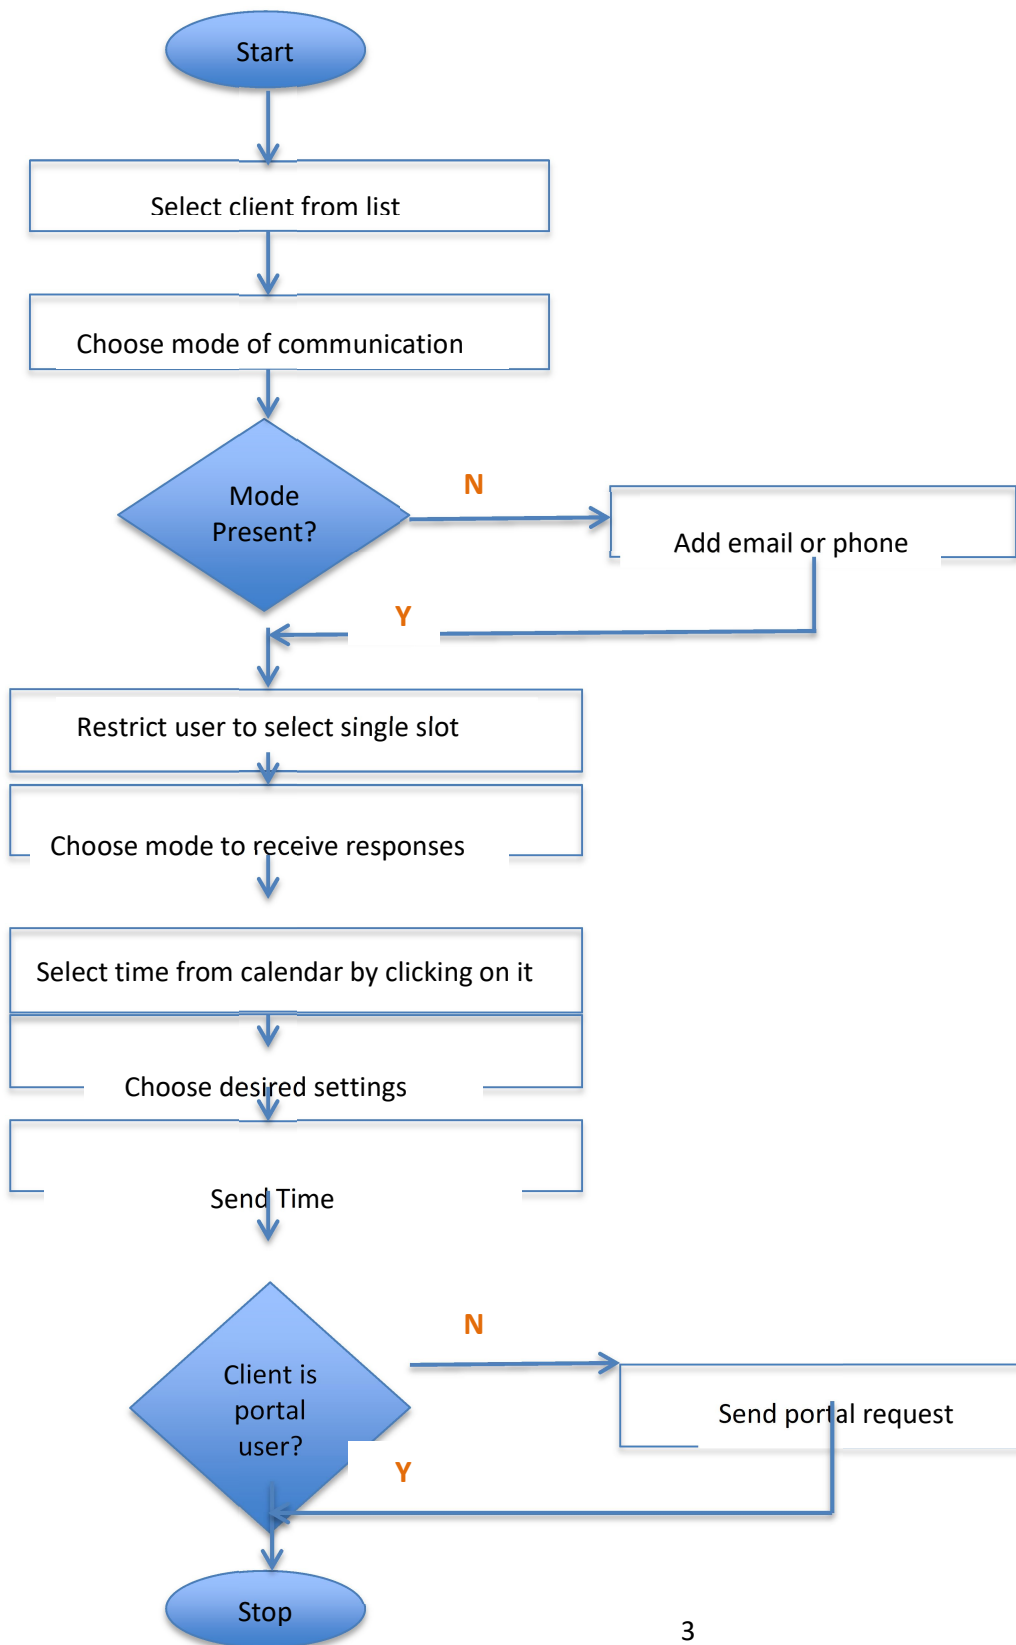 Start
Select client from list
Choose mode of communication
Mode
Present?
N
Add email or phone
Y
Restrict user to select single slot
Choose mode to receive responses
Select time from calendar by clicking on it
Choose desired settings
Send Time
Client is
portal
user?
N
Send portal request
Y
Stop
3